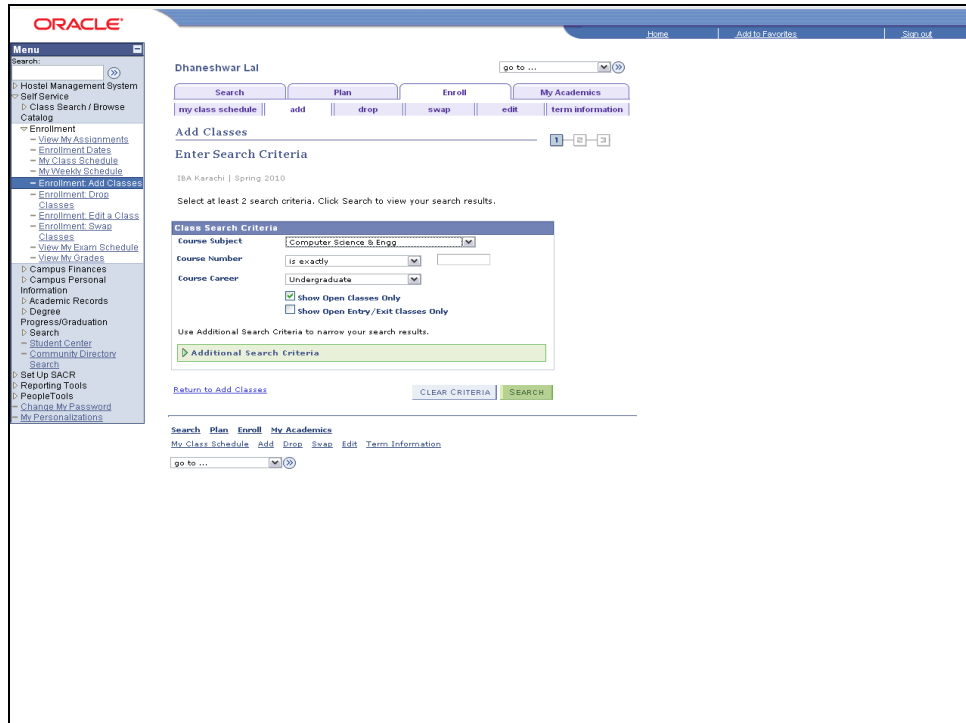 ORACLE
Home Add to Favorites Sign out
Menu
Search:
Hostel Management System
Self Service
Class Search / Browse
Catalog
Enrollment
View My Assignments
Enrollment Dates
My Class Schedule
My Weekly Schedule
Enrollment: Add Classes
Enrollment: Drop
Classes
Enrollment: Edit a Class
Enrollment: Swap
Classes
View My Exam Schedule
View My Grades
Campus Finances
Campus Personal
Information
Academic Records
Degree
Progress/Graduation
Search
Student Center
Community Directory
Search
Set Up SACR
Reporting Tools
PeopleTools
Change My Password
My Personalizations
Dhaneshwar Lal
go to ...
Search Plan Enroll My Academics
my class schedule add drop swap edit term information
Add Classes
1 2 3
Enter Search Criteria
IBA Karachi | Spring 2010
Select at least 2 search criteria. Click Search to view your search results.
Class Search Criteria
Course Subject Computer Science & Engg
Course Number is exactly
Course Career Undergraduate
Show Open Classes Only
Show Open Entry/Exit Classes Only
Use Additional Search Criteria to narrow your search results.
Additional Search Criteria
Return to Add Classes CLEAR CRITERIA SEARCH
Search Plan Enroll My Academics
My Class Schedule Add Drop Swap Edit Term Information
go to ...